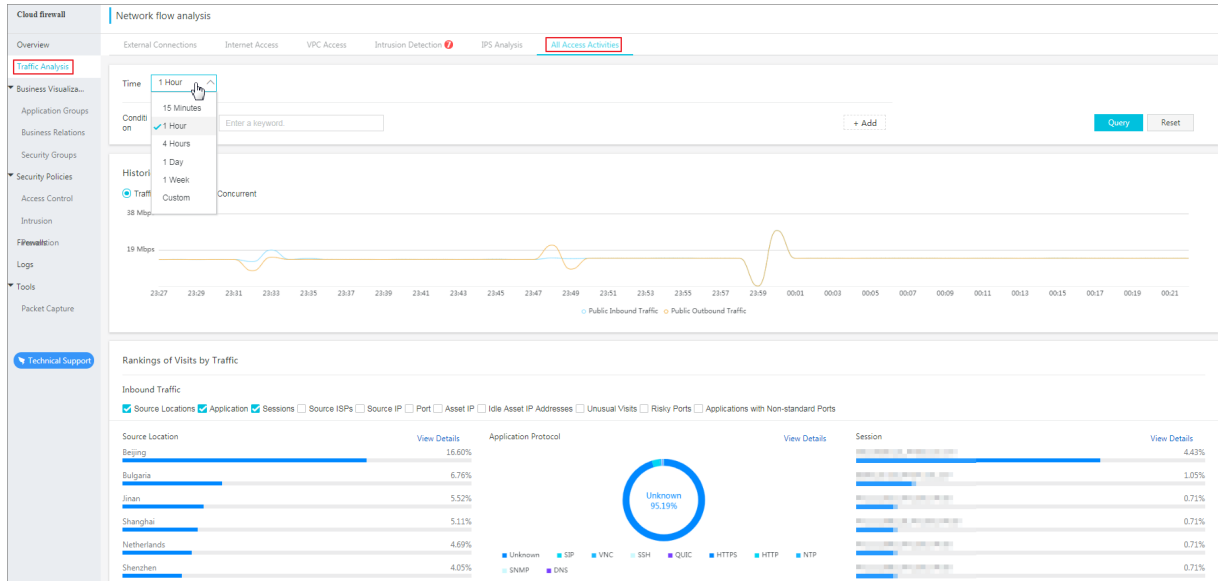 Cloud firewall
Network flow analysis
Overview
External Connections Internet Access VPC Access Intrusion Detection 7 IPS Analysis All Access Activities
Traffic Analysis
Time 1 Hour
Business Visualiza...
15 Minutes
Application Groups
Conditi
on
Enter a keyword.
1 Hour
+ Add
Query Reset
Business Relations
4 Hours
Security Groups
1 Day
Security Policies
Histori
1 Week
Traff
Concurrent
Access Control
Custom
38 Mbp
Intrusion
Firewalls
19 Mbps
Logs
Tools
23:27 23:29 23:31 23:33 23:35 23:37 23:39 23:41 23:43 23:45 23:47 23:49 23:51 23:53 23:55 23:57 23:59 00:01 00:03 00:05 00:07 00:09 00:11 00:13 00:15 00:17 00:19 00:21
Packet Capture
Public Inbound Traffic Public Outbound Traffic
Technical Support
Rankings of Visits by Traffic
Inbound Traffic
Source Locations Application Sessions Source ISPs Source IP Port Asset IP Idle Asset IP Addresses Unusual Visits Risky Ports Applications with Non-standard Ports
Source Location View Details Application Protocol View Details Session View Details
Beijing 16.60% 4.43%
Bulgaria 6.76% 1.05%
Jinan 5.52% Unknown 0.71%
95.19%
Shanghai 5.11% 0.71%
Netherlands 4.69% 0.71%
Unknown SIP VNC SSH QUIC HTTPS HTTP NTP
Shenzhen 4.05% 0.71%
SNMP DNS